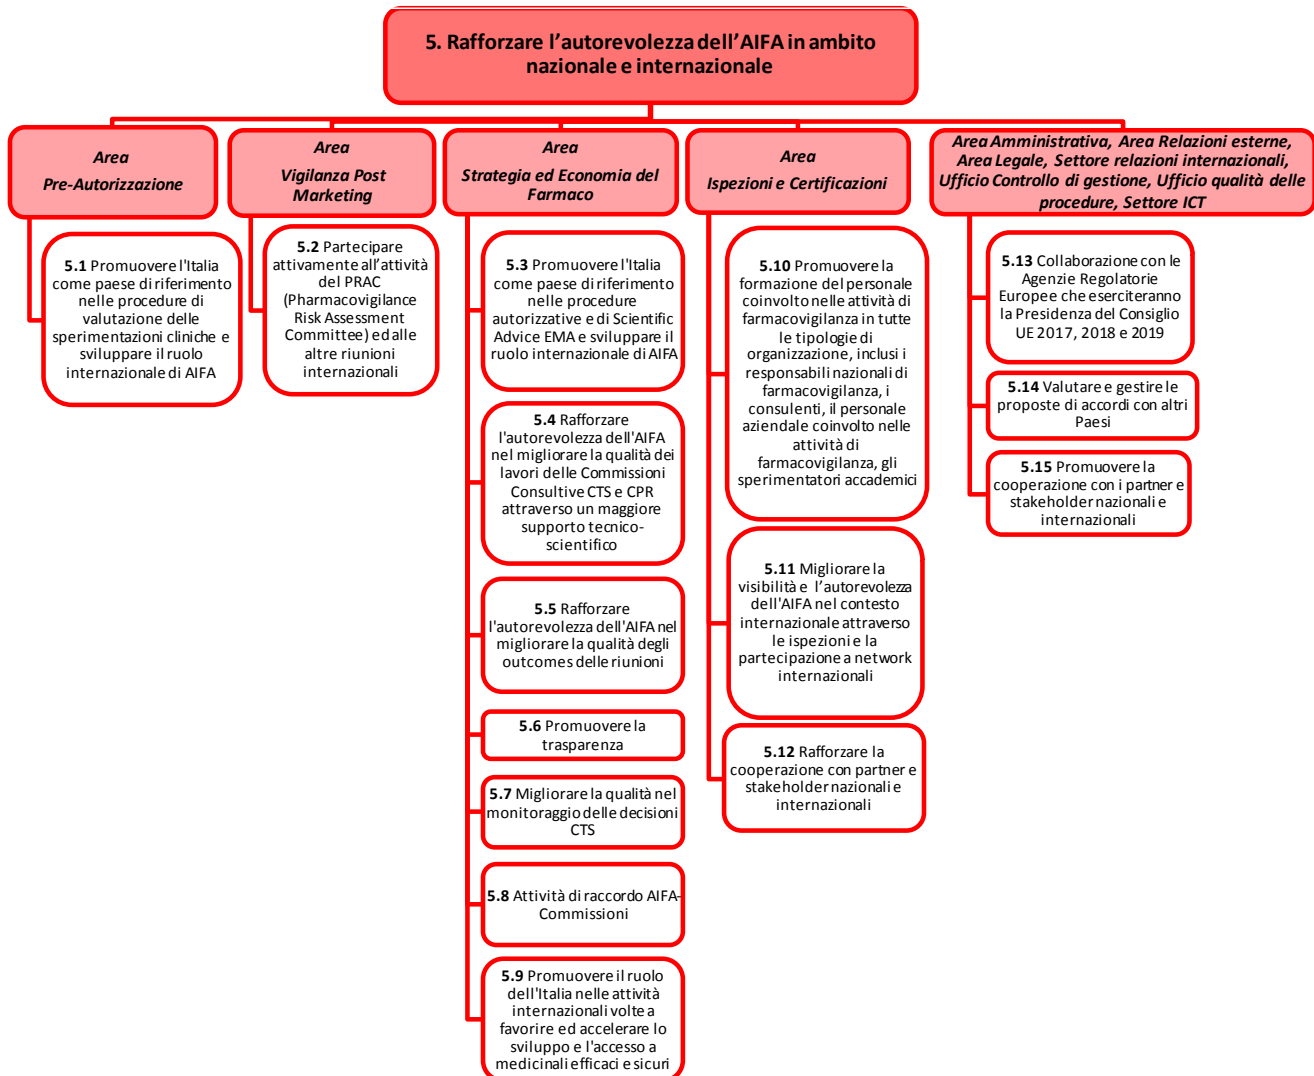 5. Rafforzare l'autorevolezza dell'AIFA in ambito
nazionale e internazionale
Area
Pre-Autorizzazione
Area
Vigilanza Post
Marketing
Area
Strategia ed Economia del
Farmaco
Area
Ispezioni e Certificazioni
Area Amministrativa, Area Relazioni esterne,
Area Legale, Settore relazioni internazionali,
Ufficio Controllo di gestione, Ufficio qualità delle
procedure, Settore ICT
5.1 Promuovere l'Italia
come paese di riferimento
nelle procedure di
valutazione delle
sperimentazioni cliniche e
sviluppare il ruolo
internazionale di AIFA
5.2 Partecipare
attivamente all'attività
del PRAC
(Pharmacovigilance
Risk Assessment
Committee) ed alle
altre riunioni
internazionali
5.3 Promuovere l'Italia
come paese di riferimento
nelle procedure
autorizzative e di Scientific
Advice EMA e sviluppare il
ruolo internazionale di AIFA
5.4 Rafforzare
l'autorevolezza dell'AIFA
nel migliorare la qualità dei
lavori delle Commissioni
Consultive CTS e CPR
attraverso un maggiore
supporto tecnico-
scientifico
5.5 Rafforzare
l'autorevolezza dell'AIFA nel
migliorare la qualità degli
outcomes delle riunioni
5.6 Promuovere la
trasparenza
5.7 Migliorare la qualità nel
monitoraggio delle decisioni
CTS
5.8 Attività di raccordo AIFA-
Commissioni
5.9 Promuovere il ruolo
dell'Italia nelle attività
internazionali volte a
favorire ed accelerare lo
sviluppo e l'accesso a
medicinali efficaci e sicuri
5.10 Promuovere la
formazione del personale
coinvolto nelle attività di
farmacovigilanza in tutte
le tipologie di
organizzazione, inclusi i
responsabili nazionali di
farmacovigilanza, i
consulenti, il personale
aziendale coinvolto nelle
attività di
farmacovigilanza, gli
sperimentatori accademici
5.11 Migliorare la
visibilità e l'autorevolezza
dell'AIFA nel contesto
internazionale attraverso
le ispezioni e la
partecipazione a network
internazionali
5.12 Rafforzare la
cooperazione con partner e
stakeholder nazionali e
internazionali
5.13 Collaborazione con le
Agenzie Regolatorie
Europee che eserciteranno
la Presidenza del Consiglio
UE 2017, 2018 e 2019
5.14 Valutare e gestire le
proposte di accordi con altri
Paesi
5.15 Promuovere la
cooperazione con i partner e
stakeholder nazionali e
internazionali